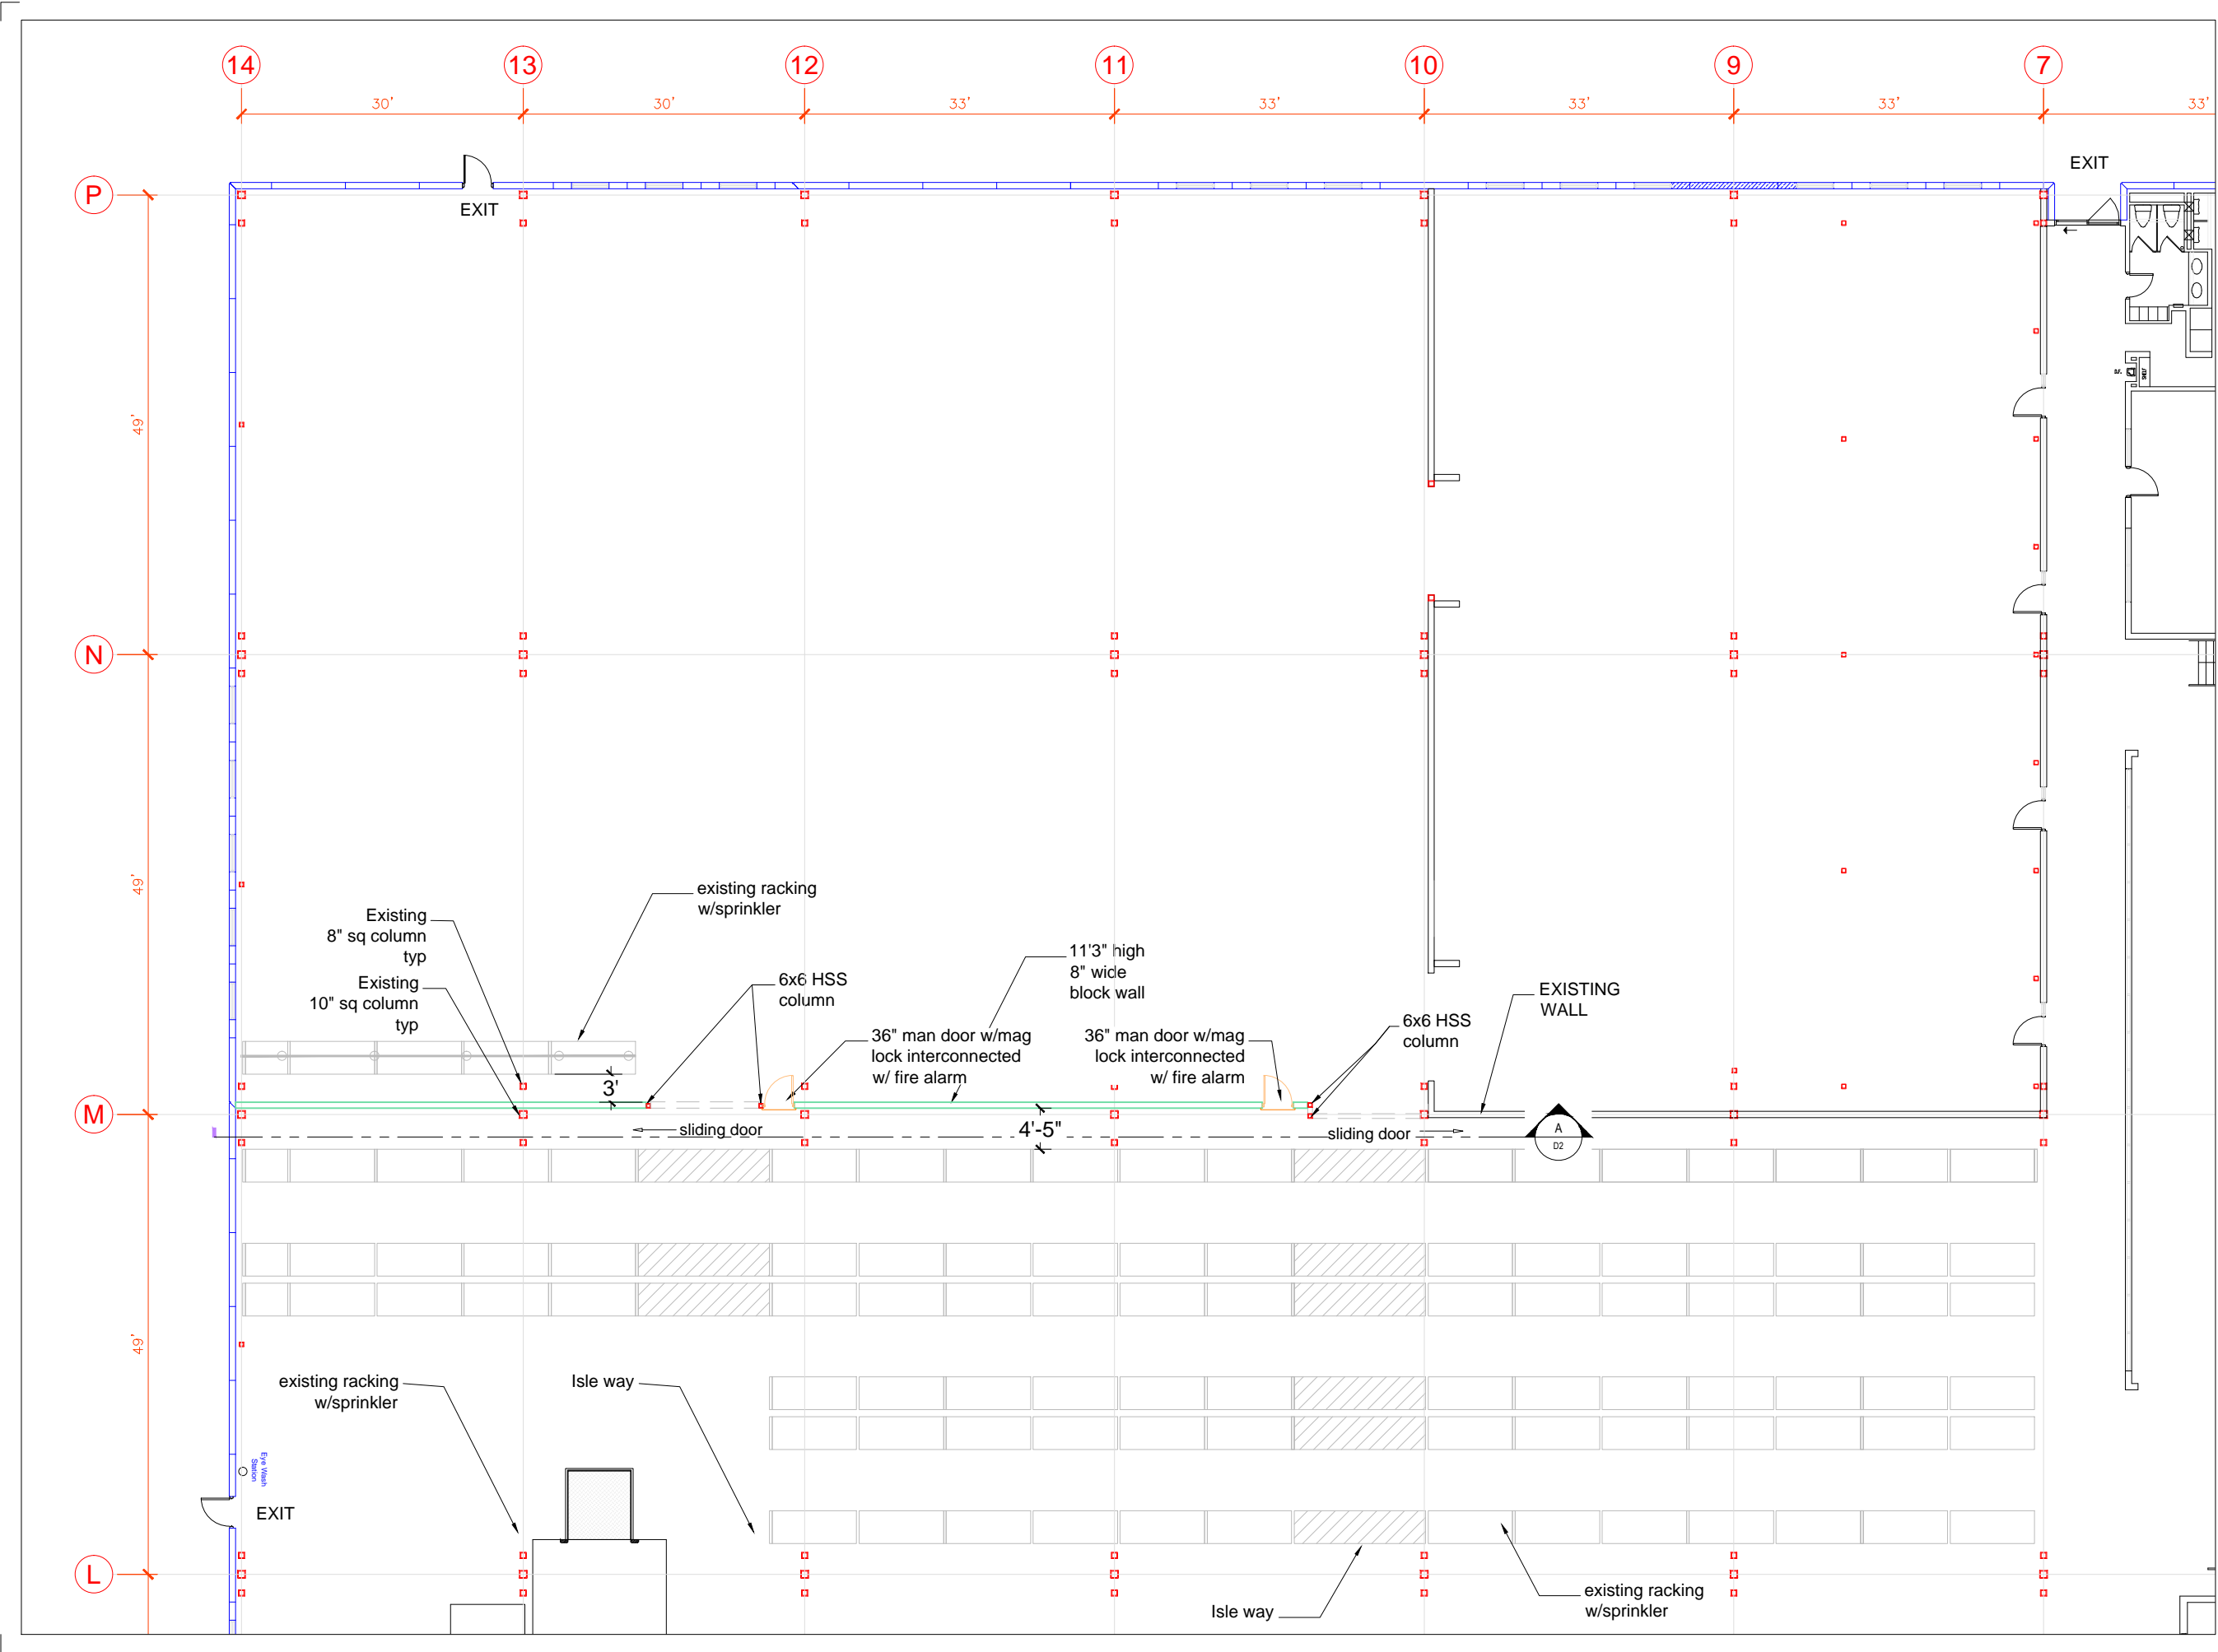 14
13
12
11
10
9
7
30'
30'
33'
33'
33'
33'
33'
P
EXIT
EXIT
49'
SHELF
N
49'
existing racking
w/sprinkler
Existing
8" sq column
typ
Existing
10" sq column
typ
6x6 HSS
column
11'3" high
8" wide
block wall
36" man door w/mag
lock interconnected
w/ fire alarm
36" man door w/mag
lock interconnected
w/ fire alarm
6x6 HSS
column
EXISTING
WALL
3'
M
sliding door
4'-5"
sliding door
A
D2
49'
existing racking
w/sprinkler
Isle way
Eye Wash
Station
EXIT
L
Isle way
existing racking
w/sprinkler